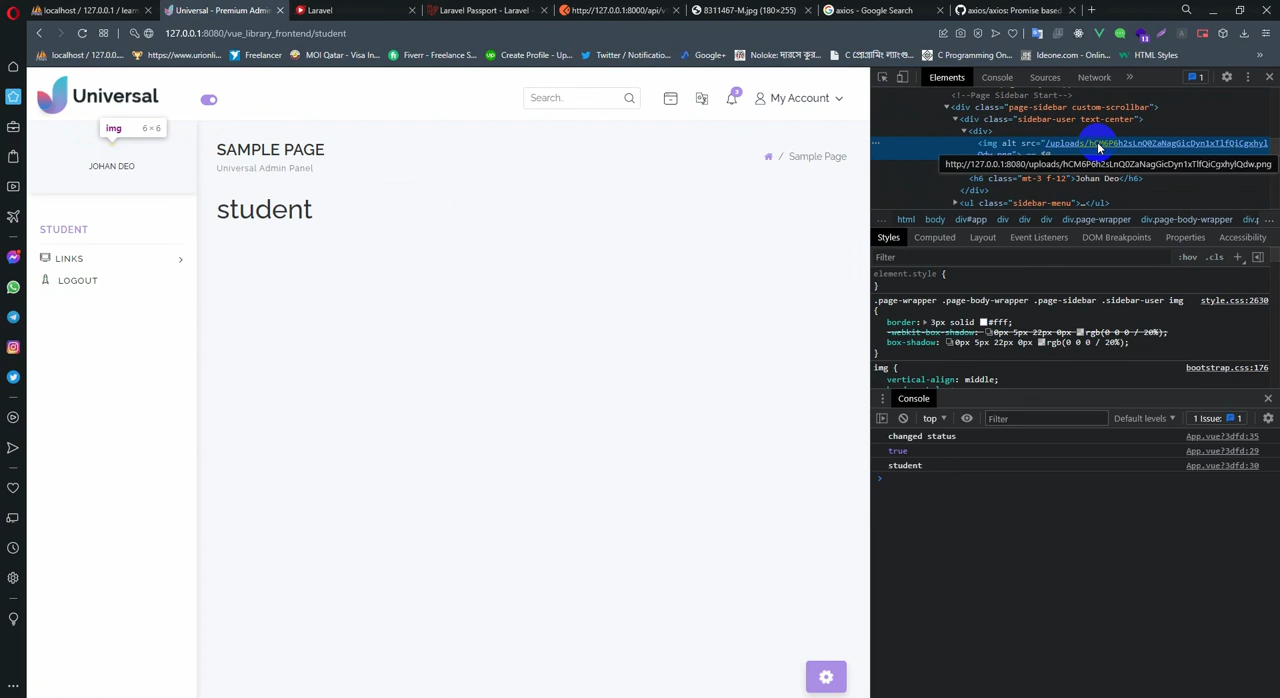 localhost / 127.0.0.1 / learn
Universal - Premium Admi
Laravel
Laravel Passport - Laravel
http://127.0.0.1:8000/api/v
8311497-M.jpg (180×255)
axios - Google Search
axios/axios: Promise based
127.0.0.1:8080/vue_library_frontend/student
13
localhost / 127.0.0....
https://www.urionli...
Freelancer
MOI Qatar - Visa In...
Fiverr - Freelance S...
Create Profile - Up...
Twitter / Notificatio...
Google+
C Programming On...
Ideone.com - Onlin...
HTML Styles
Universal
Search..
3
My Account
img 6×6
JOHAN DEO
SAMPLE PAGE
Universal Admin Panel
/ Sample Page
student
STUDENT
LINKS
LOGOUT
Elements
Console
Sources
Network
1
<!--Page Sidebar Start-->
<div class="page-sidebar custom-scrollbar">
<div class="sidebar-user text-center">
<div>
http://127.0.0.1:8080/uploads/hCM6P6h2sLnQ0ZaNagGicDyn1xTlfQiCgxhylQdw.png
<h6 class="mt-3 f-12">Johan Deo</h6>
</div>
<ul class="sidebar-menu">…</ul>
... html body div#app div div div div.page-wrapper div.page-body-wrapper div.p ...
Styles
Computed
Layout
Event Listeners
DOM Breakpoints
Properties
Accessibility
Filter
:hov .cls
element.style {
}
.page-wrapper .page-body-wrapper .page-sidebar .sidebar-user img style.css:2630
{
border: 3px solid #fff;
-webkit-box-shadow: 0px 5px 22px 0px rgb(0 0 0 / 20%);
box-shadow: 0px 5px 22px 0px rgb(0 0 0 / 20%);
}
img { bootstrap.css:176
vertical-align: middle;
Console
top
Filter
Default levels
1 Issue: 1
changed status App.vue?3dfd:35
true App.vue?3dfd:29
student App.vue?3dfd:30